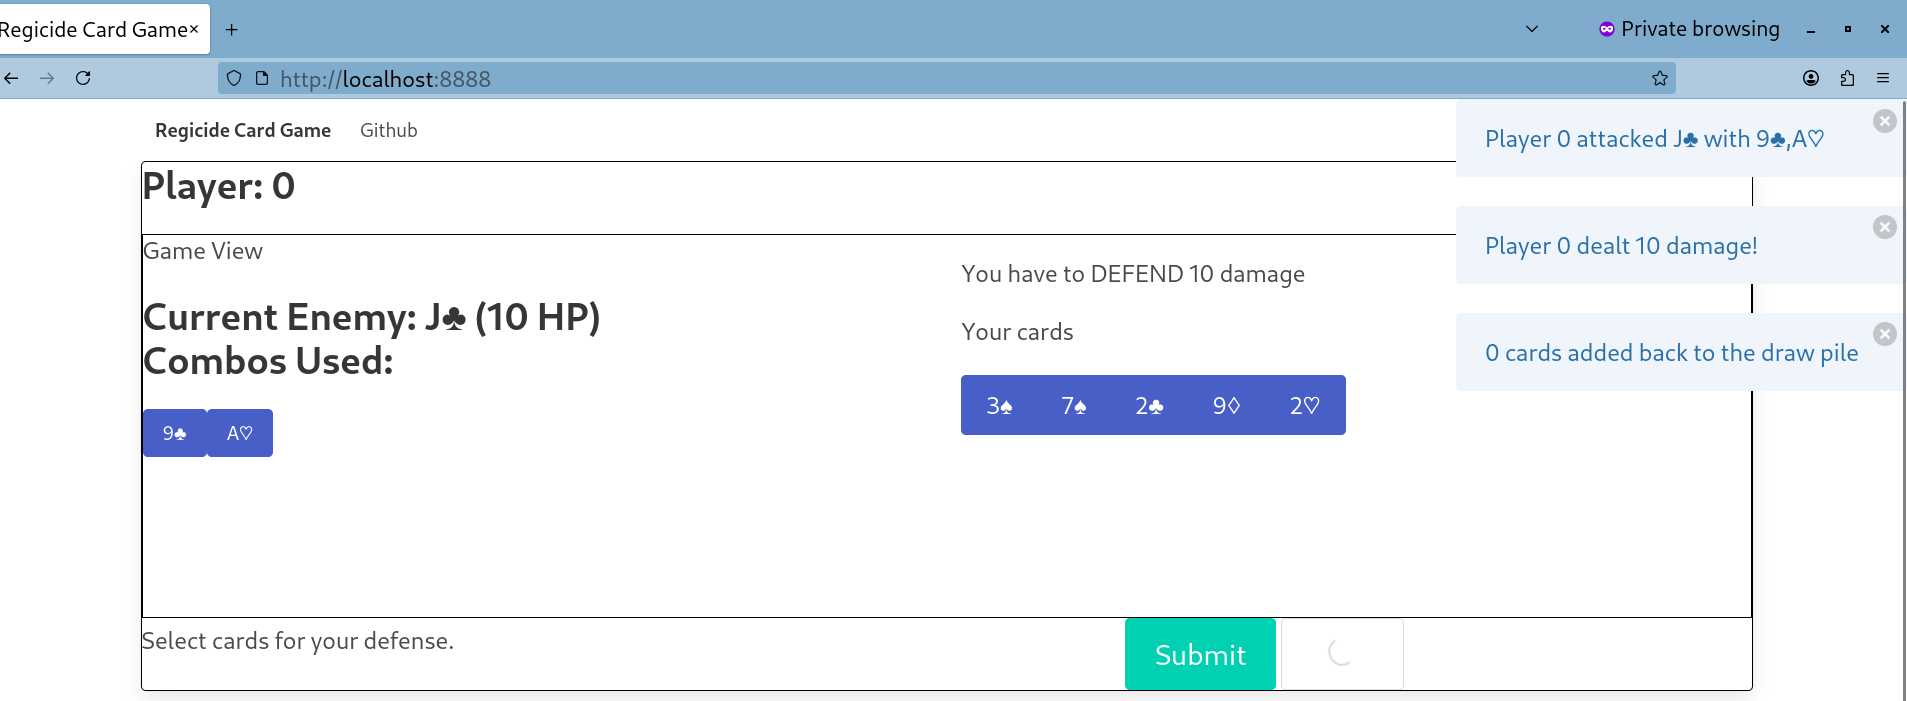 Regicide Card Game× +
Private browsing
http://localhost:8888
Regicide Card Game Github
Player: 0
Game View
Current Enemy: J♣ (10 HP)
Combos Used:
9♣ A♡
You have to DEFEND 10 damage
Your cards
3♠ 7♠ 2♣ 9♢ 2♡
Select cards for your defense.
Submit
Player 0 attacked J♣ with 9♣,A♡
Player 0 dealt 10 damage!
0 cards added back to the draw pile